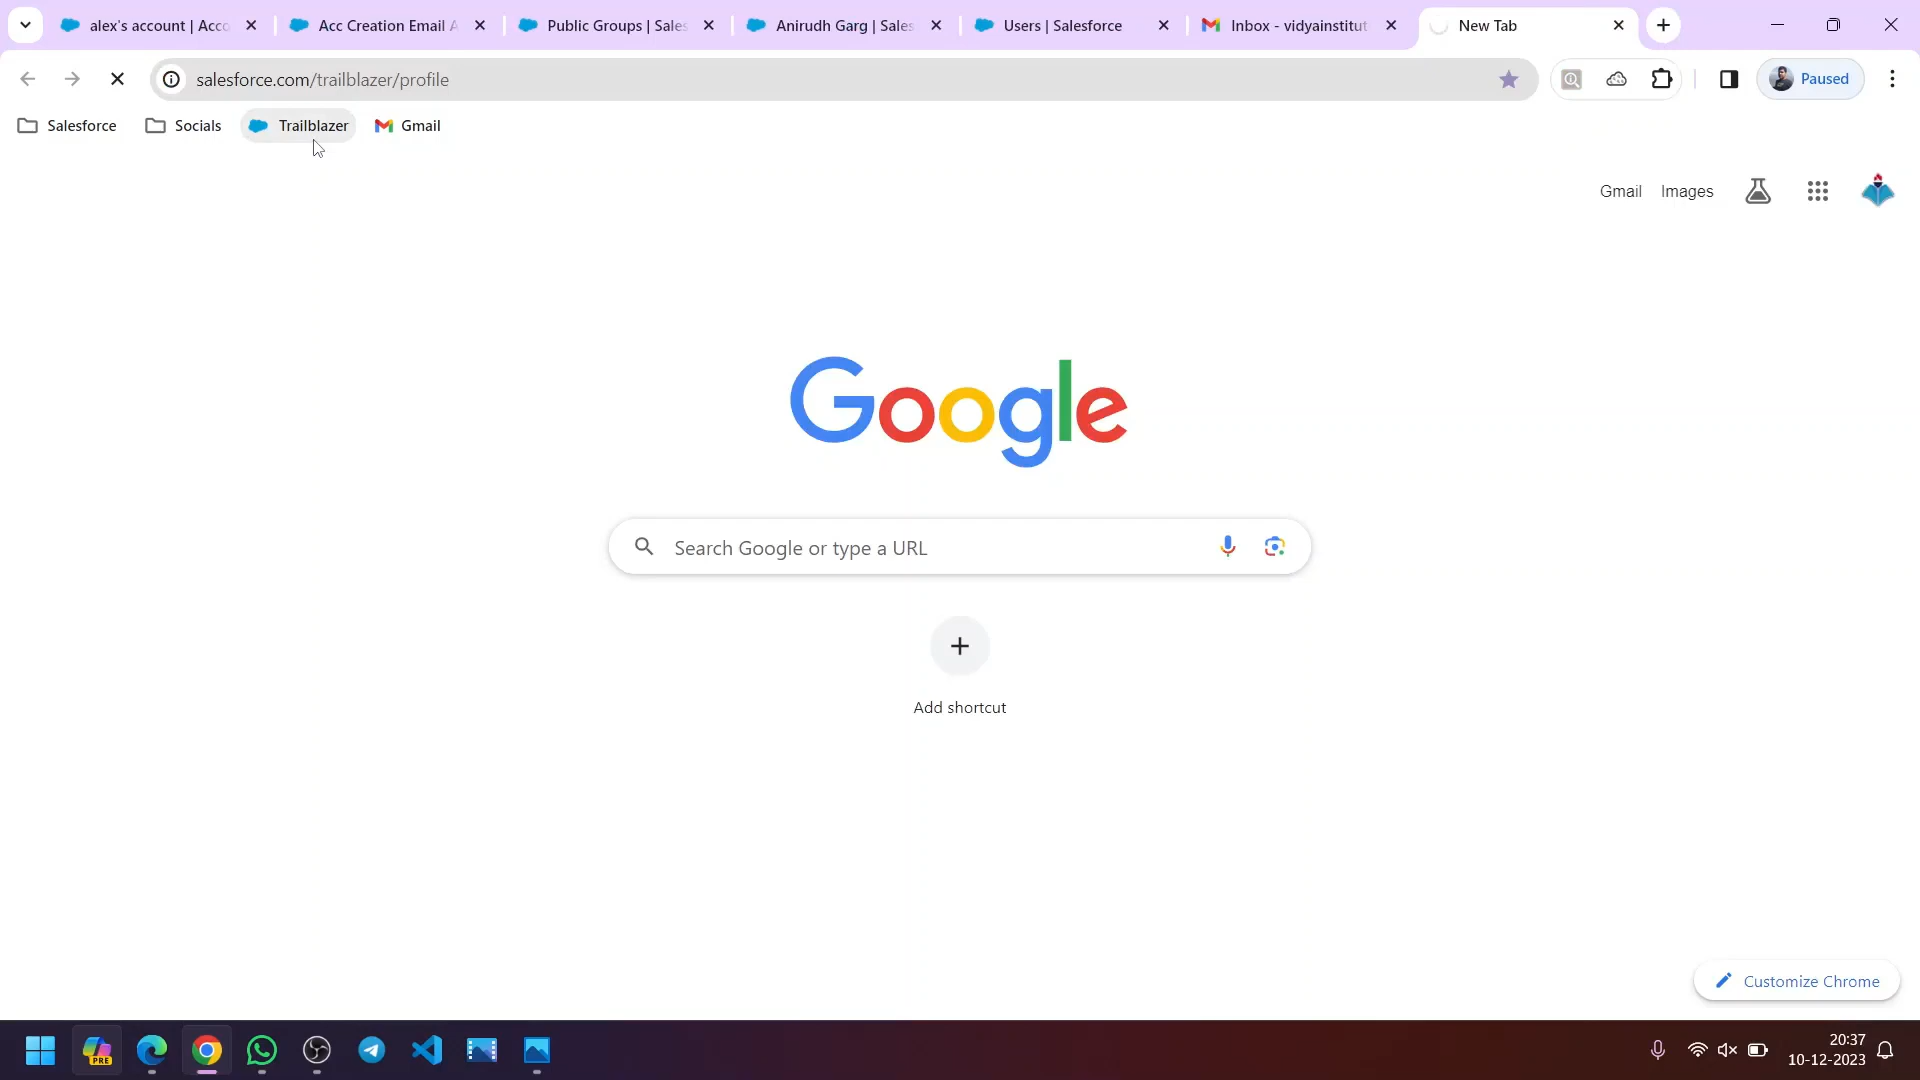 alex's account | Acco
Acc Creation Email A
Public Groups | Sales
Anirudh Garg | Sales
Users | Salesforce
Inbox - vidyainstitut
New Tab
salesforce.com/trailblazer/profile
Paused
Salesforce
Socials
Trailblazer
Gmail
Gmail
Images
Google
Search Google or type a URL
Add shortcut
Customize Chrome
PRE
20:37
10-12-2023